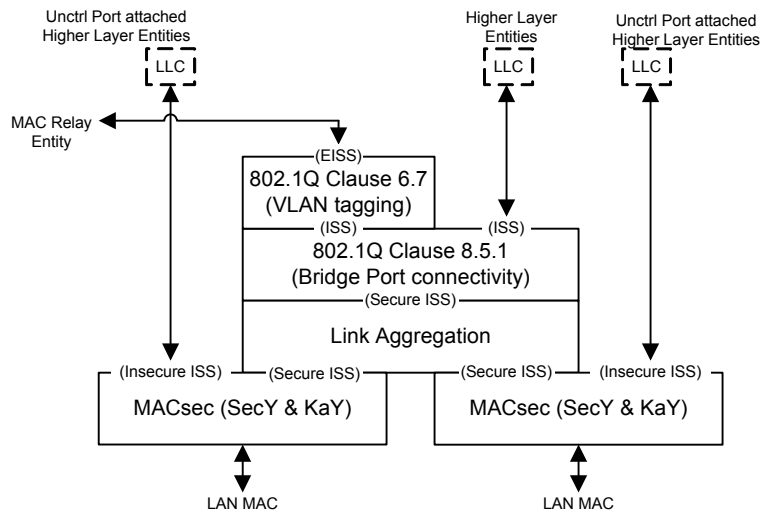 Unctrl Port attached
Higher Layer Entities
LLC
Higher Layer
Entities
LLC
Unctrl Port attached
Higher Layer Entities
LLC
MAC Relay
Entity
(EISS)
802.1Q Clause 6.7
(VLAN tagging)
(ISS)
(ISS)
802.1Q Clause 8.5.1
(Bridge Port connectivity)
(Secure ISS)
Link Aggregation
(Insecure ISS)
(Secure ISS)
(Secure ISS)
(Insecure ISS)
MACsec (SecY & KaY)
MACsec (SecY & KaY)
LAN MAC
LAN MAC